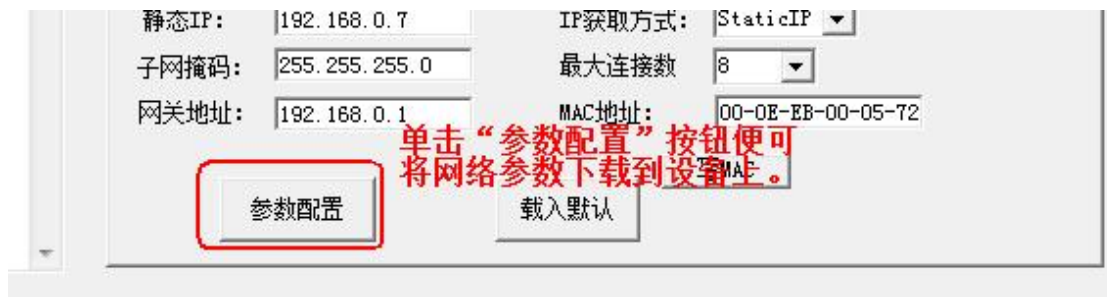 静态IP: 192.168.0.7 IP获取方式: StaticIP
子网掩码: 255.255.255.0 最大连接数 8
网关地址: 192.168.0.1 MAC地址: 00-0E-EB-00-05-72
单击“参数配置”按钮便可
将网络参数下载到设备上。
写MAC
参数配置 载入默认